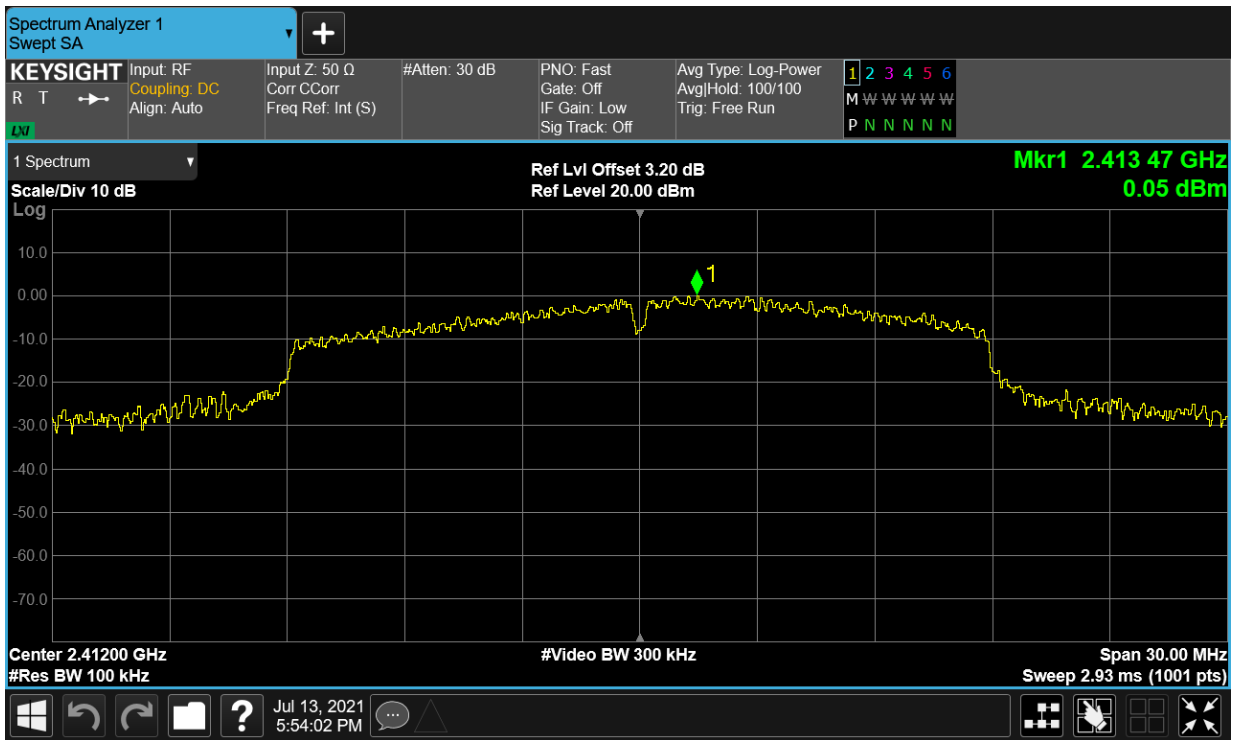 Spectrum Analyzer 1
Swept SA
+
KEYSIGHT
R T
LXI
Input: RF
Coupling: DC
Align: Auto
Input Z: 50 Ω
Corr CCorr
Freq Ref: Int (S)
#Atten: 30 dB
PNO: Fast
Gate: Off
IF Gain: Low
Sig Track: Off
Avg Type: Log-Power
Avg|Hold: 100/100
Trig: Free Run
1 2 3 4 5 6
M W W W W W
P N N N N N
1 Spectrum
Scale/Div 10 dB
Log
Ref Lvl Offset 3.20 dB
Ref Level 20.00 dBm
Mkr1 2.413 47 GHz
0.05 dBm
1
10.0
0.00
-10.0
-20.0
-30.0
-40.0
-50.0
-60.0
-70.0
Center 2.41200 GHz
#Res BW 100 kHz
#Video BW 300 kHz
Span 30.00 MHz
Sweep 2.93 ms (1001 pts)
?
Jul 13, 2021
5:54:02 PM